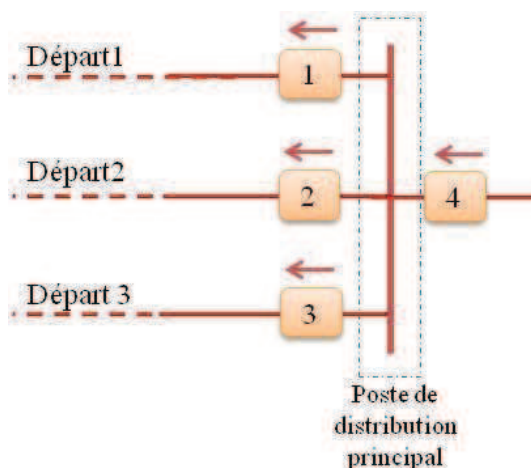 Départ1
1
Départ2
2
4
Départ 3
3
Poste de
distribution
principal